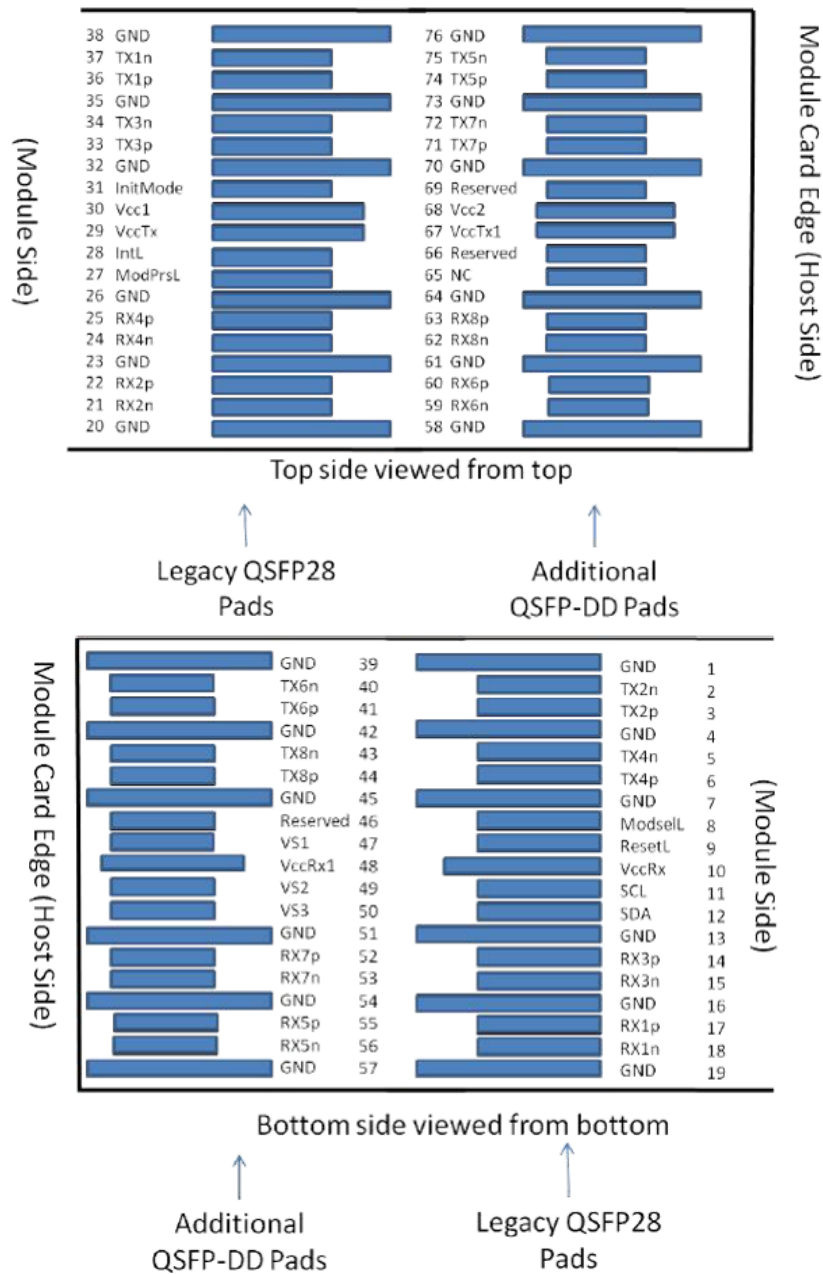 38 GND 76 GND
37 TX1n 75 TX5n
36 TX1p 74 TX5p
35 GND 73 GND
34 TX3n 72 TX7n
33 TX3p 71 TX7p
32 GND 70 GND
31 InitMode 69 Reserved
30 Vcc1 68 Vcc2
29 VccTx 67 VccTx1
28 IntL 66 Reserved
27 ModPrsL 65 NC
26 GND 64 GND
25 RX4p 63 RX8p
24 RX4n 62 RX8n
23 GND 61 GND
22 RX2p 60 RX6p
21 RX2n 59 RX6n
20 GND 58 GND
(Module Side)
Module Card Edge (Host Side)
Top side viewed from top
Legacy QSFP28
Pads
Additional
QSFP-DD Pads
GND 39 GND 1
TX6n 40 TX2n 2
TX6p 41 TX2p 3
GND 42 GND 4
TX8n 43 TX4n 5
TX8p 44 TX4p 6
GND 45 GND 7
Reserved 46 ModselL 8
VS1 47 ResetL 9
VccRx1 48 VccRx 10
VS2 49 SCL 11
VS3 50 SDA 12
GND 51 GND 13
RX7p 52 RX3p 14
RX7n 53 RX3n 15
GND 54 GND 16
RX5p 55 RX1p 17
RX5n 56 RX1n 18
GND 57 GND 19
Module Card Edge (Host Side)
(Module Side)
Bottom side viewed from bottom
Additional
QSFP-DD Pads
Legacy QSFP28
Pads